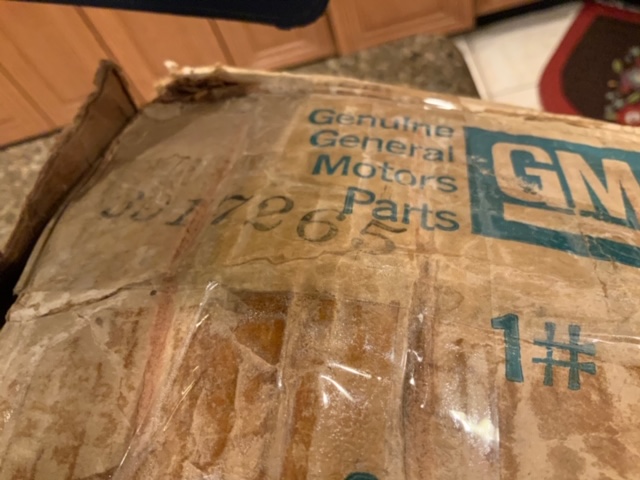 Genuine
General
Motors
Parts
GM
3917265
1#